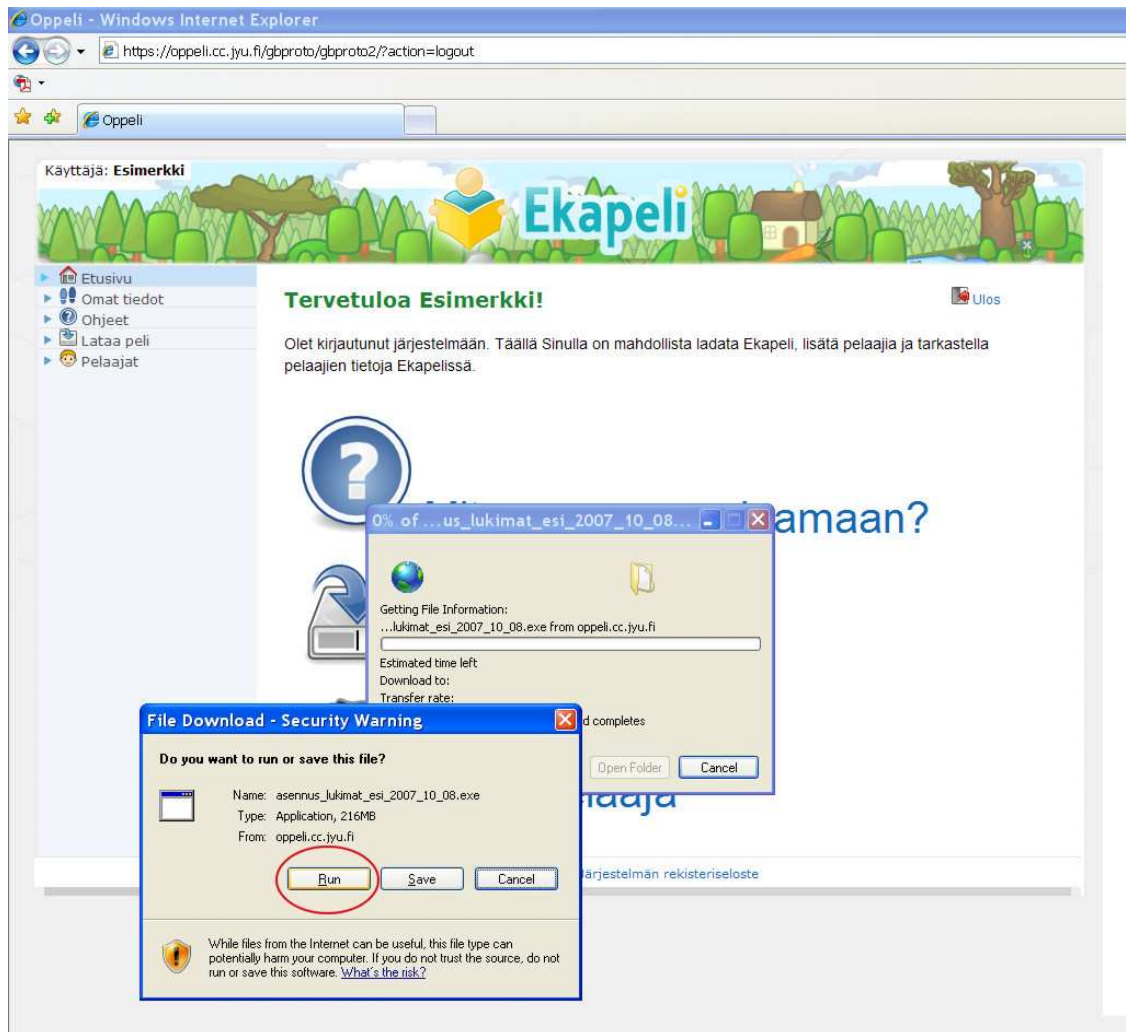 Oppeli - Windows Internet Explorer
https://oppeli.cc.jyu.fi/gbproto/gbproto2/?action=logout
Oppeli
Käyttäjä: Esimerkki
Ekapeli
Etusivu
Omat tiedot
Ohjeet
Lataa peli
Pelaajat
Tervetuloa Esimerkki!
Ulos
Olet kirjautunut järjestelmään. Täällä Sinulla on mahdollista ladata Ekapeli, lisätä pelaajia ja tarkastella
pelaajien tietoja Ekapelissä.
amaan?
0% of ...us_lukimat_esi_2007_10_08...
Getting File Information:
...lukimat_esi_2007_10_08.exe from oppeli.cc.jyu.fi
Estimated time left
Download to:
Transfer rate:
d completes
Open Folder
Cancel
File Download - Security Warning
Do you want to run or save this file?
Name: asennus_lukimat_esi_2007_10_08.exe
Type: Application, 216MB
From: oppeli.cc.jyu.fi
Run
Save
Cancel
While files from the Internet can be useful, this file type can
potentially harm your computer. If you do not trust the source, do not
run or save this software. What's the risk?
elaaja
Järjestelmän rekisteriseloste